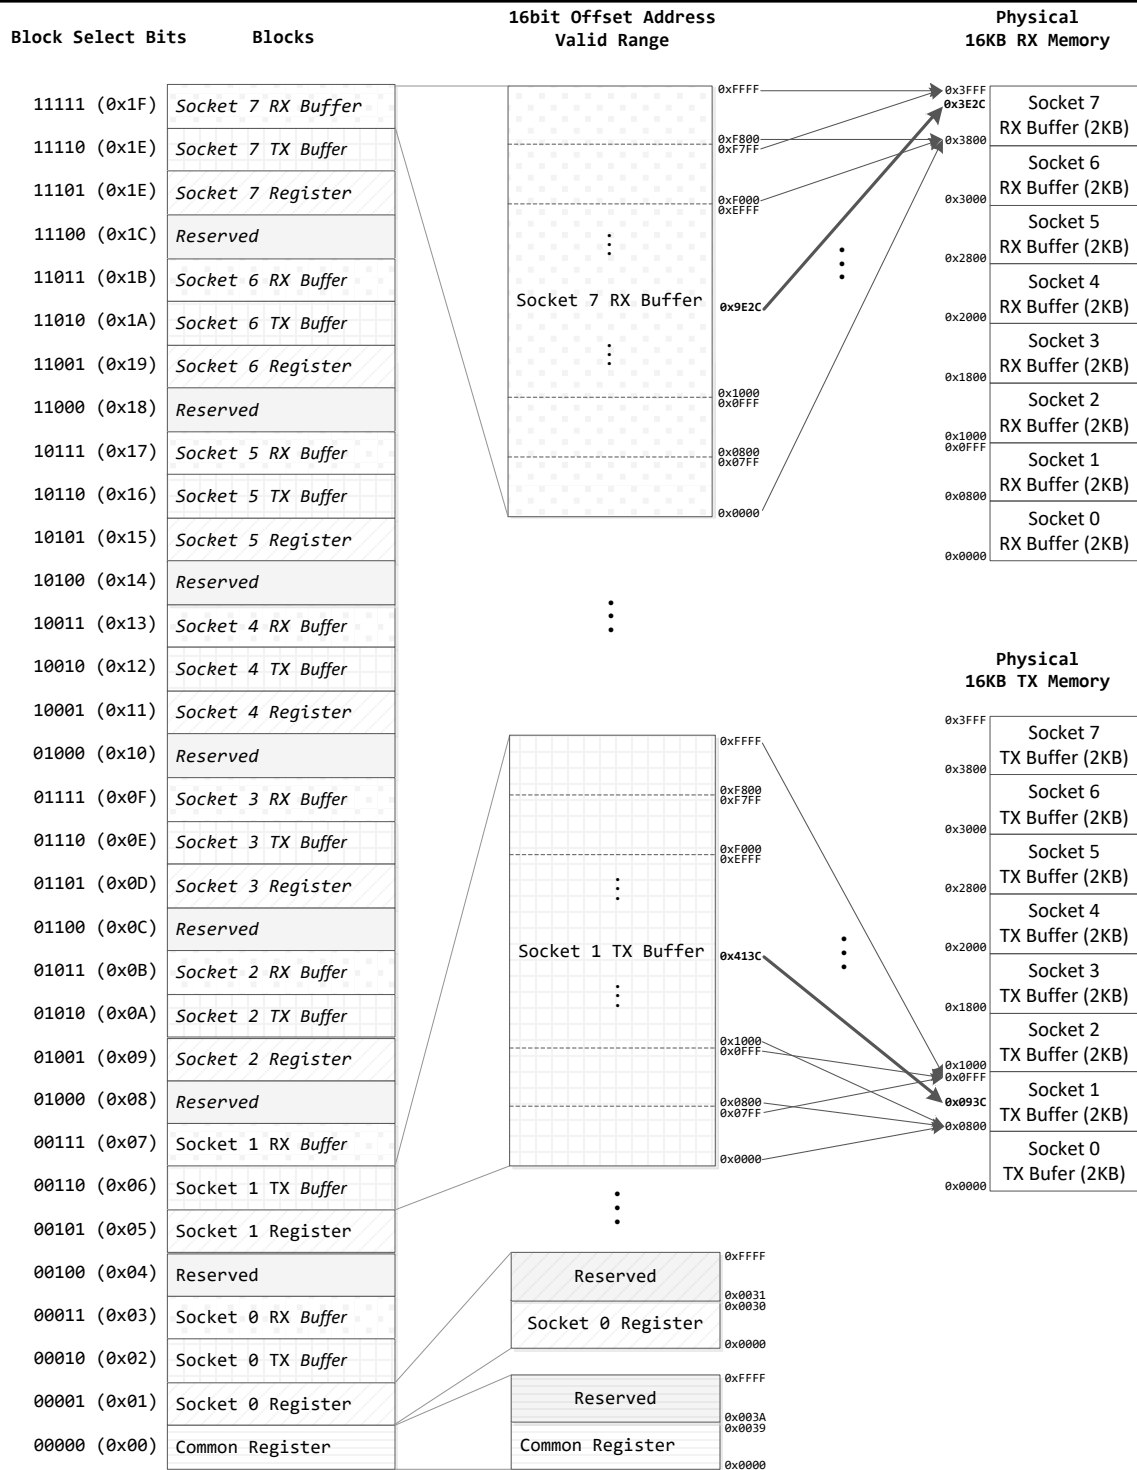 Block Select Bits
Blocks
16bit Offset Address
Valid Range
Physical
16KB RX Memory
11111 (0x1F)
Socket 7 RX Buffer
11110 (0x1E)
Socket 7 TX Buffer
11101 (0x1E)
Socket 7 Register
11100 (0x1C)
Reserved
11011 (0x1B)
Socket 6 RX Buffer
11010 (0x1A)
Socket 6 TX Buffer
11001 (0x19)
Socket 6 Register
11000 (0x18)
Reserved
10111 (0x17)
Socket 5 RX Buffer
10110 (0x16)
Socket 5 TX Buffer
10101 (0x15)
Socket 5 Register
10100 (0x14)
Reserved
10011 (0x13)
Socket 4 RX Buffer
10010 (0x12)
Socket 4 TX Buffer
10001 (0x11)
Socket 4 Register
01000 (0x10)
Reserved
01111 (0x0F)
Socket 3 RX Buffer
01110 (0x0E)
Socket 3 TX Buffer
01101 (0x0D)
Socket 3 Register
01100 (0x0C)
Reserved
01011 (0x0B)
Socket 2 RX Buffer
01010 (0x0A)
Socket 2 TX Buffer
01001 (0x09)
Socket 2 Register
01000 (0x08)
Reserved
00111 (0x07)
Socket 1 RX Buffer
00110 (0x06)
Socket 1 TX Buffer
00101 (0x05)
Socket 1 Register
00100 (0x04)
Reserved
00011 (0x03)
Socket 0 RX Buffer
00010 (0x02)
Socket 0 TX Buffer
00001 (0x01)
Socket 0 Register
00000 (0x00)
Common Register
0xFFFF
0xF800
0xF7FF
0xF000
0xEFFF
Socket 7 RX Buffer
0x9E2C
0x1000
0x0FFF
0x0800
0x07FF
0x0000
0x3FFF
0x3E2C
Socket 7
RX Buffer (2KB)
0x3800
Socket 6
RX Buffer (2KB)
0x3000
Socket 5
RX Buffer (2KB)
0x2800
Socket 4
RX Buffer (2KB)
0x2000
Socket 3
RX Buffer (2KB)
0x1800
Socket 2
RX Buffer (2KB)
0x1000
0x0FFF
Socket 1
RX Buffer (2KB)
0x0800
Socket 0
RX Buffer (2KB)
0x0000
Physical
16KB TX Memory
0xFFFF
0xF800
0xF7FF
0xF000
0xEFFF
Socket 1 TX Buffer
0x413C
0x1000
0x0FFF
0x0800
0x07FF
0x0000
0x3FFF
Socket 7
TX Buffer (2KB)
0x3800
Socket 6
TX Buffer (2KB)
0x3000
Socket 5
TX Buffer (2KB)
0x2800
Socket 4
TX Buffer (2KB)
0x2000
Socket 3
TX Buffer (2KB)
0x1800
Socket 2
TX Buffer (2KB)
0x1000
0x0FFF
Socket 1
TX Buffer (2KB)
0x093C
0x0800
Socket 0
TX Bufer (2KB)
0x0000
0xFFFF
Reserved
0x0031
0x0030
Socket 0 Register
0x0000
0xFFFF
Reserved
0x003A
0x0039
Common Register
0x0000